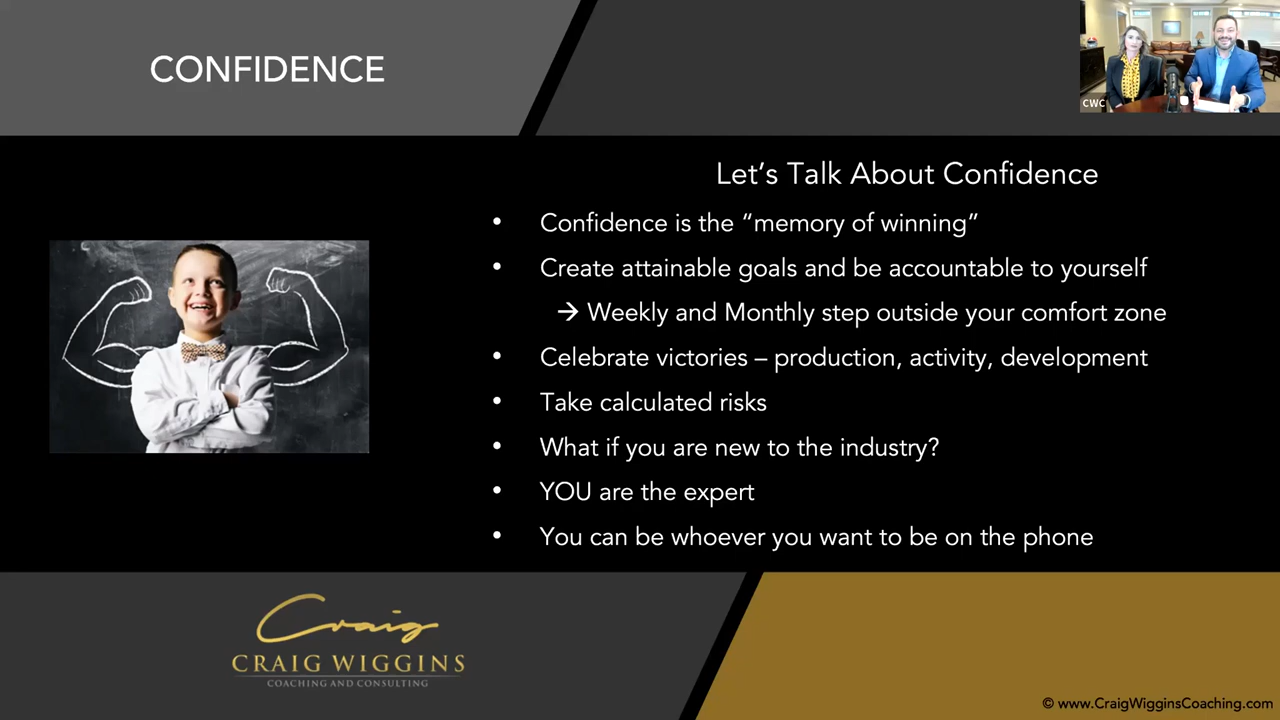 CONFIDENCE
CWC
Let’s Talk About Confidence
• Confidence is the “memory of winning”
• Create attainable goals and be accountable to yourself
→ Weekly and Monthly step outside your comfort zone
• Celebrate victories – production, activity, development
• Take calculated risks
• What if you are new to the industry?
• YOU are the expert
• You can be whoever you want to be on the phone
Craig
CRAIG WIGGINS
COACHING AND CONSULTING
© www.CraigWigginsCoaching.com